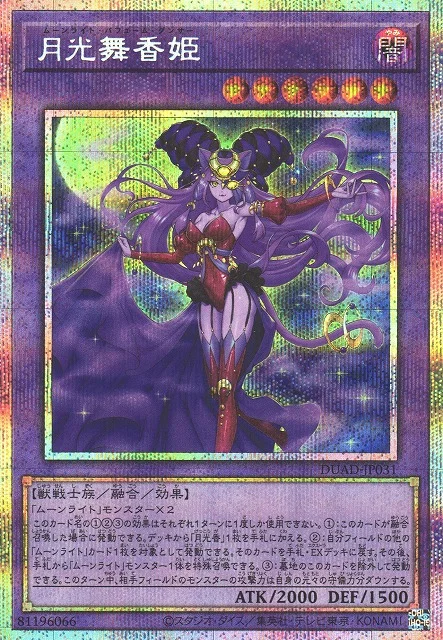 月光舞香姫
闇
DUAD-JP031
【獣戦士族／融合／効果】
「ムーンライト」モンスター×2
このカード名の①②③の効果はそれぞれ1ターンに1度しか使用できない。①:このカードが融合
召喚した場合に発動できる。デッキから「月光香」1枚を手札に加える。②:自分フィールドの他の
「ムーンライト」カード1枚を対象として発動できる。そのカードを手札・EXデッキに戻す。その後、
手札から「ムーンライト」モンスター1体を特殊召喚できる。③:墓地のこのカードを除外して発動
できる。このターン中、相手フィールドのモンスターの攻撃力は自身の元々の守備力分ダウンする。
ATK/2000 DEF/1500
81196066
©スタジオ・ダイス／集英社・テレビ東京・KONAMI